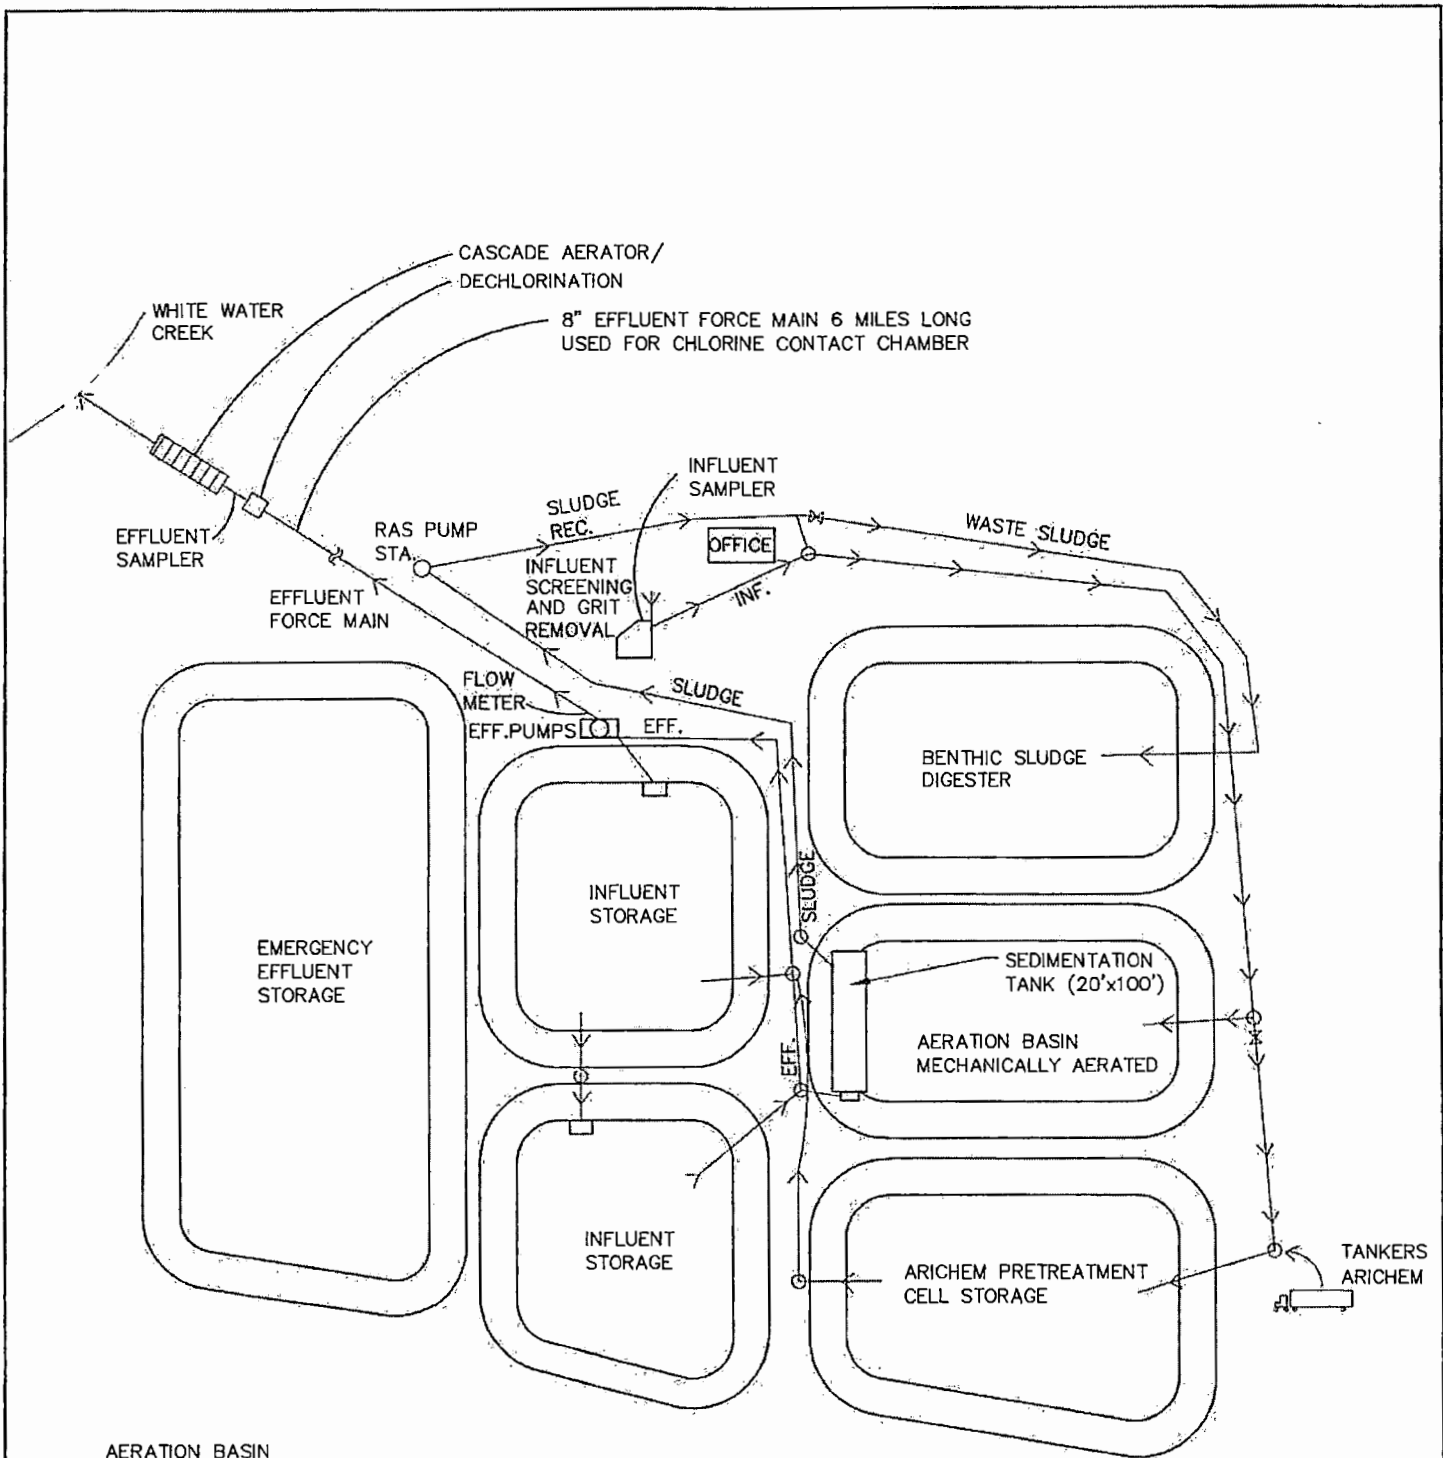 CASCADE AERATOR/
DECHLORINATION
WHITE WATER
CREEK
8" EFFLUENT FORCE MAIN 6 MILES LONG
USED FOR CHLORINE CONTACT CHAMBER
INFLUENT
SAMPLER
SLUDGE
REC.
WASTE SLUDGE
EFFLUENT
SAMPLER
RAS PUMP
STA.
OFFICE
INFLUENT
SCREENING
AND GRIT
REMOVAL
INF.
EFFLUENT
FORCE MAIN
FLOW
METER
SLUDGE
EFF.PUMPS
EFF.
BENTHIC SLUDGE
DIGESTER
INFLUENT
STORAGE
SLUDGE
EMERGENCY
EFFLUENT
STORAGE
SEDIMENTATION
TANK (20'x100')
AERATION BASIN
MECHANICALLY AERATED
EFF.
INFLUENT
STORAGE
ARICHEM PRETREATMENT
CELL STORAGE
TANKERS
ARICHEM
AERATION BASIN